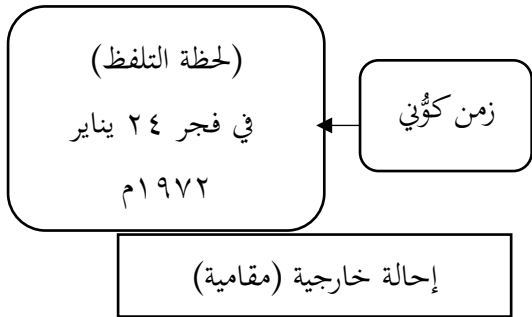 (لحظة التلفظ)
في فجر ٢٤ يناير
١٩٧٢م
زمن كوُّني
إحالة خارجية (مقامية)